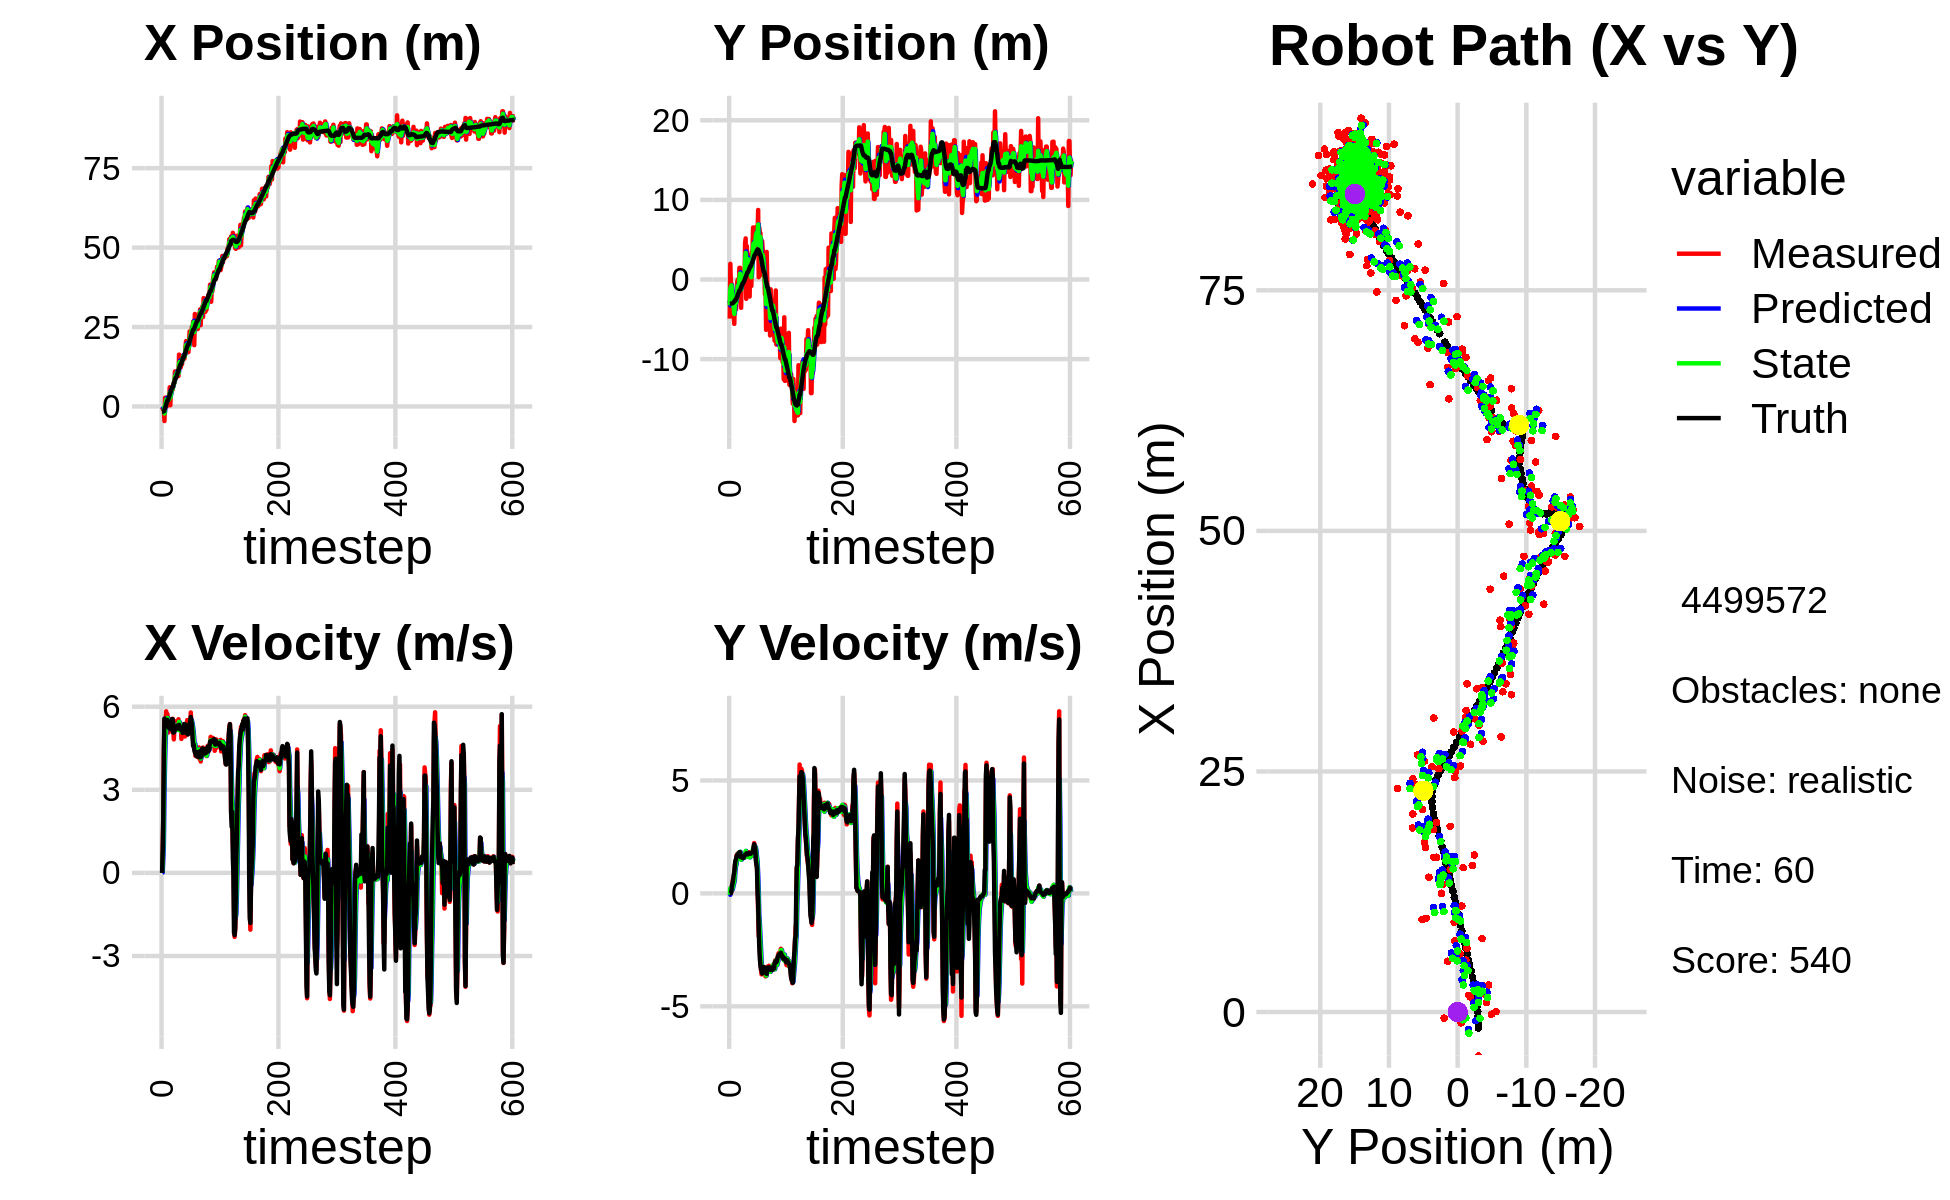 X Position (m)
75
50
25
0
0
200
400
600
timestep
Y Position (m)
20
10
0
-10
0
200
400
600
timestep
X Velocity (m/s)
6
3
0
-3
0
200
400
600
timestep
Y Velocity (m/s)
5
0
-5
0
200
400
600
timestep
Robot Path (X vs Y)
X Position (m)
75
50
25
0
20 10 0 -10 -20
Y Position (m)
variable
Measured
Predicted
State
Truth
4499572
Obstacles: none
Noise: realistic
Time: 60
Score: 540